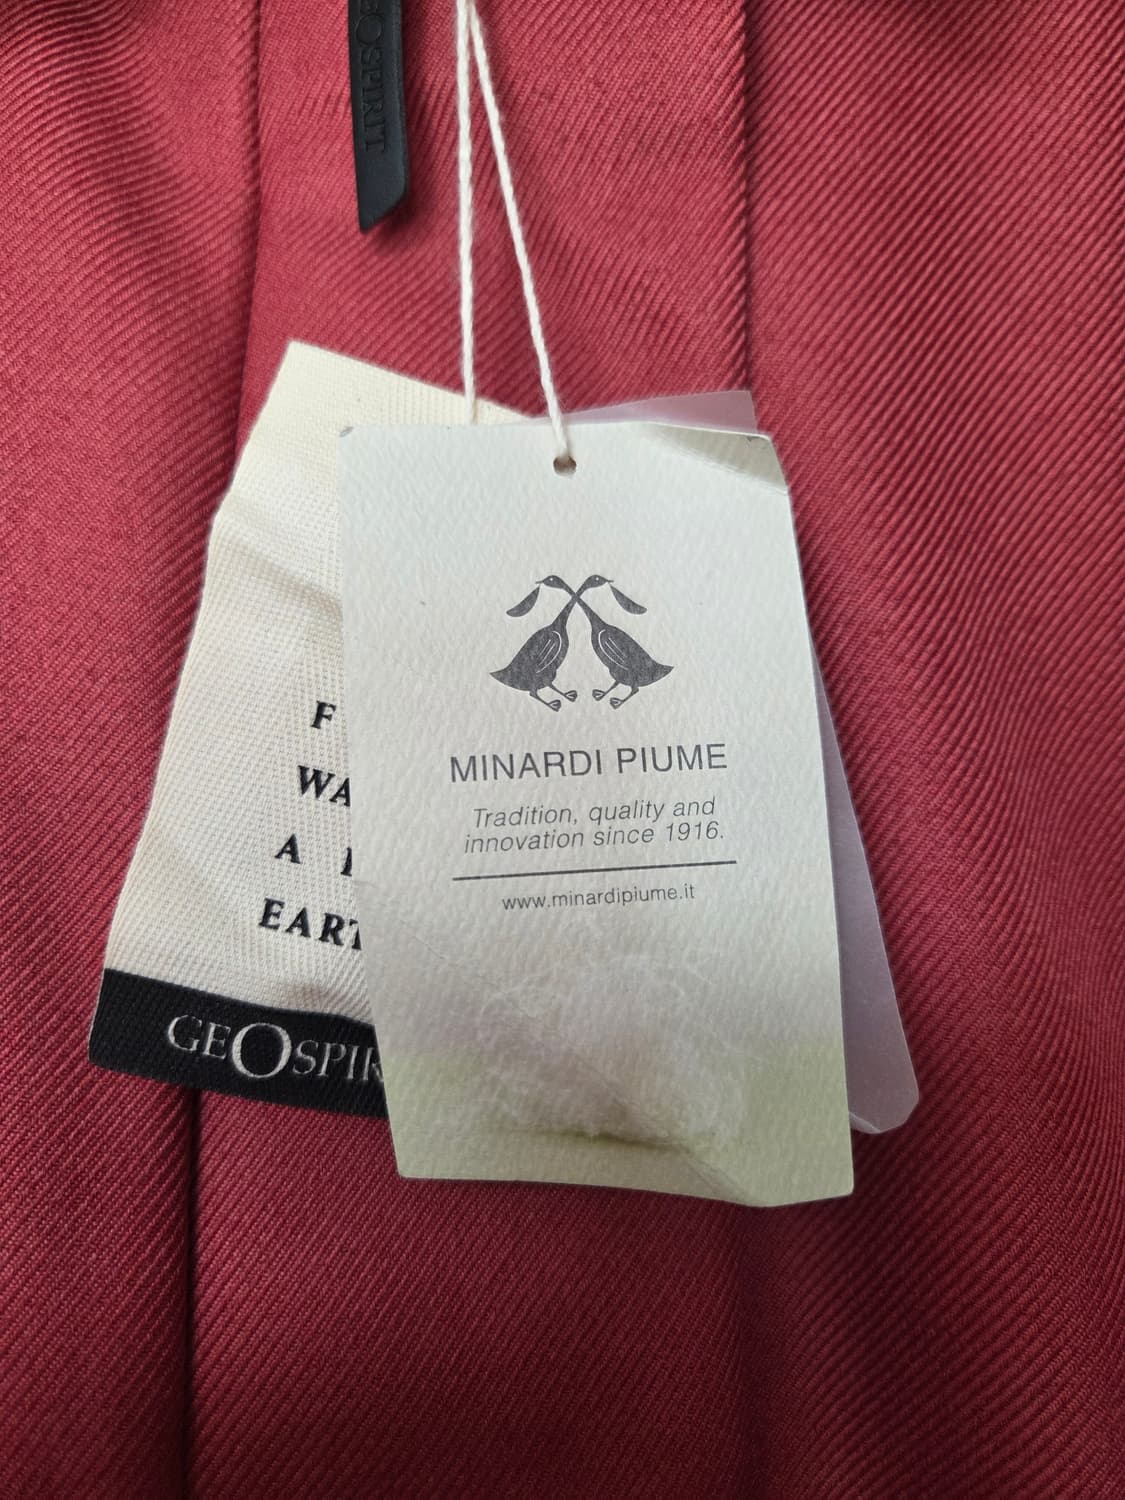 GEOSPIRIT
F
WA
A
EART
GEOSPIR
MINARDI PIUME
Tradition, quality and
innovation since 1916.
www.minardipiume.it